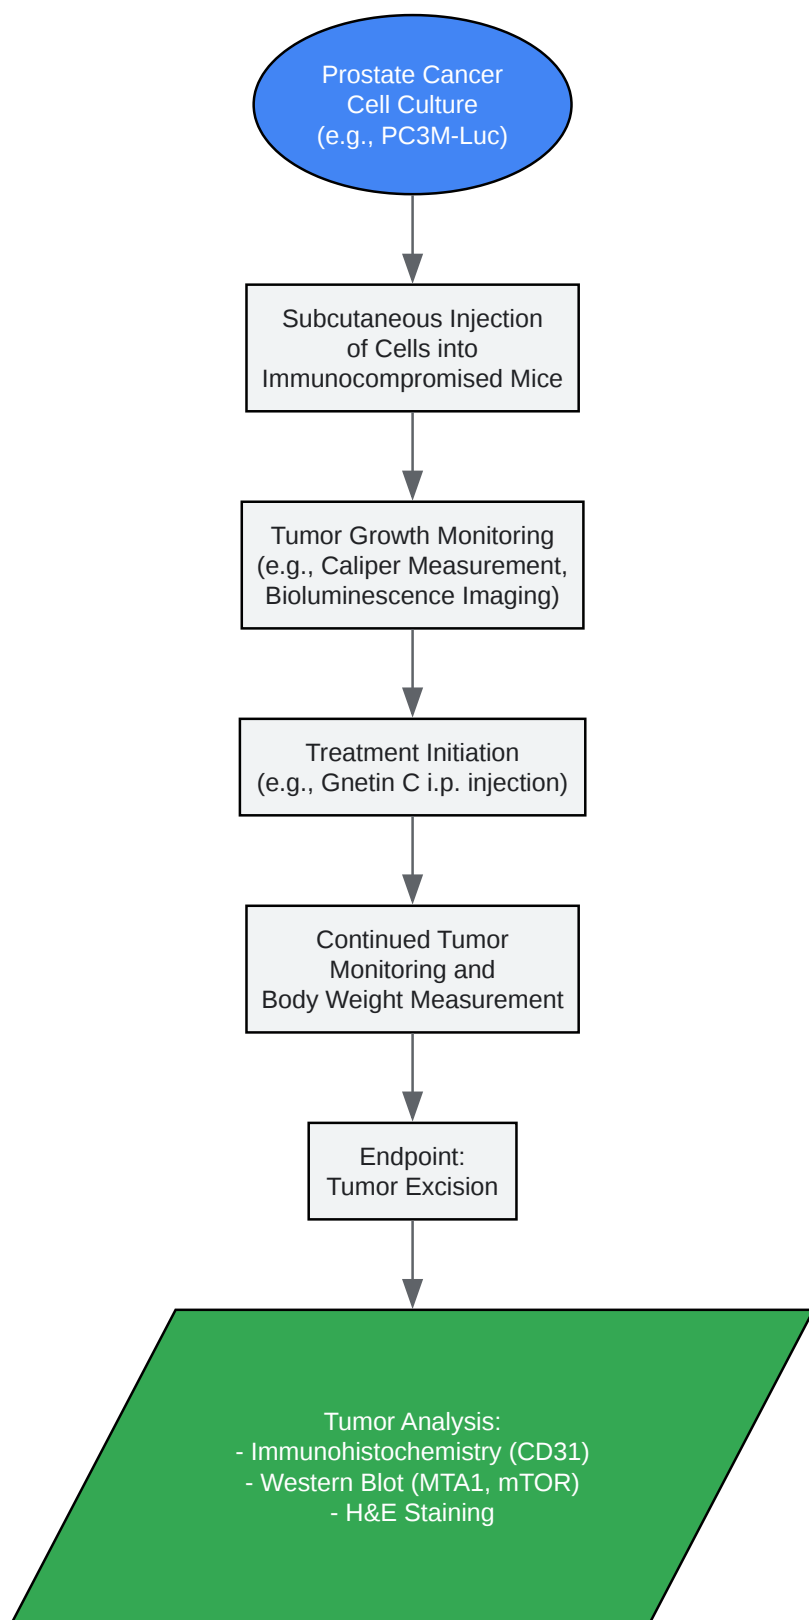 Prostate Cancer
Cell Culture
(e.g., PC3M-Luc)
Subcutaneous Injection
of Cells into
Immunocompromised Mice
Tumor Growth Monitoring
(e.g., Caliper Measurement,
Bioluminescence Imaging)
Treatment Initiation
(e.g., Gnetin C i.p. injection)
Continued Tumor
Monitoring and
Body Weight Measurement
Endpoint:
Tumor Excision
Tumor Analysis:
- Immunohistochemistry (CD31)
- Western Blot (MTA1, mTOR)
- H&E Staining